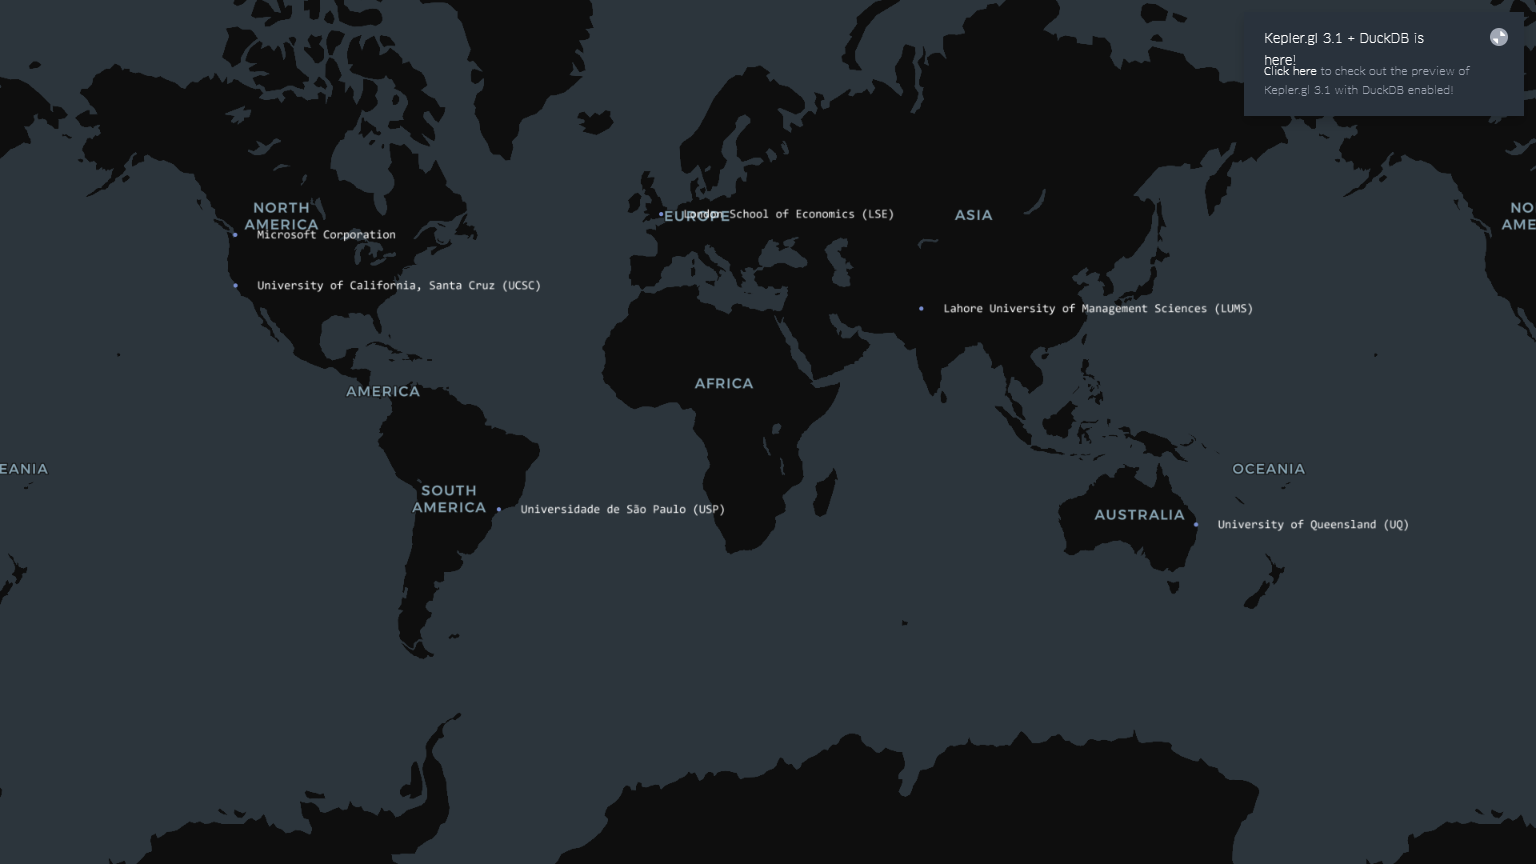 Kepler.gl 3.1 + DuckDB is
here!
Click here to check out the preview of
Kepler.gl 3.1 with DuckDB enabled!
NORTH
AMERICA
Microsoft Corporation
EUROPE
London School of Economics (LSE)
ASIA
NO
AME
University of California, Santa Cruz (UCSC)
Lahore University of Management Sciences (LUMS)
AFRICA
AMERICA
EANIA
OCEANIA
SOUTH
AMERICA
Universidade de São Paulo (USP)
AUSTRALIA
University of Queensland (UQ)